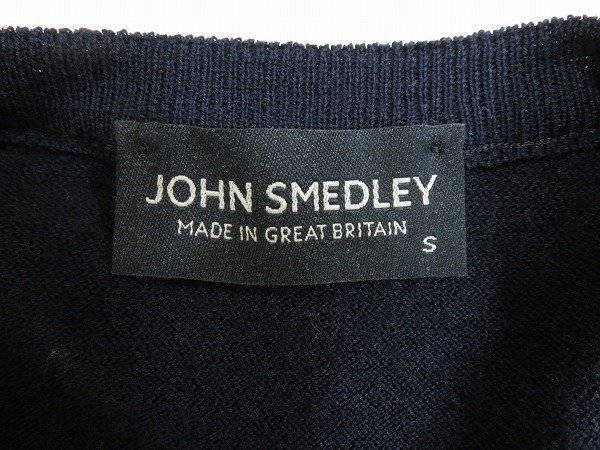 JOHN SMEDLEY
MADE IN GREAT BRITAIN
S